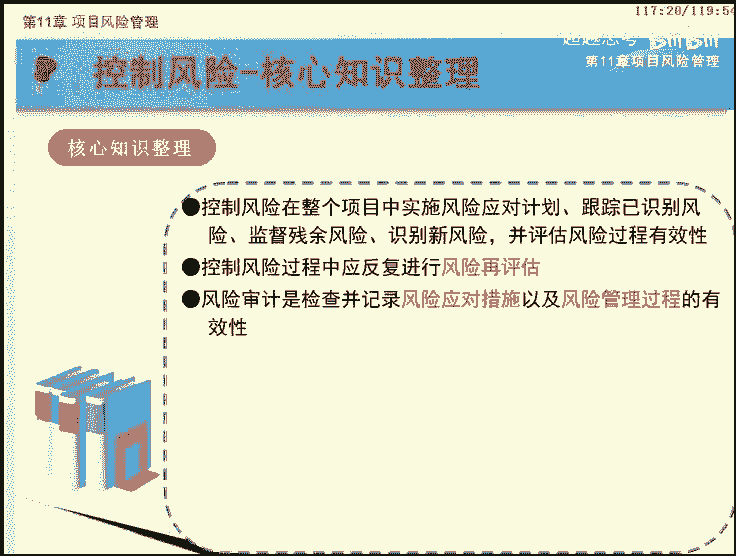 第11章 项目风险管理
117:20/119:54
bilibili
第11章项目风险管理
控制风险-核心知识整理
核心知识整理
●控制风险在整个项目中实施风险应对计划、跟踪已识别风
险、监督残余风险、识别新风险，并评估风险过程有效性
●控制风险过程中应反复进行风险再评估
●风险审计是检查并记录风险应对措施以及风险管理过程的有
效性